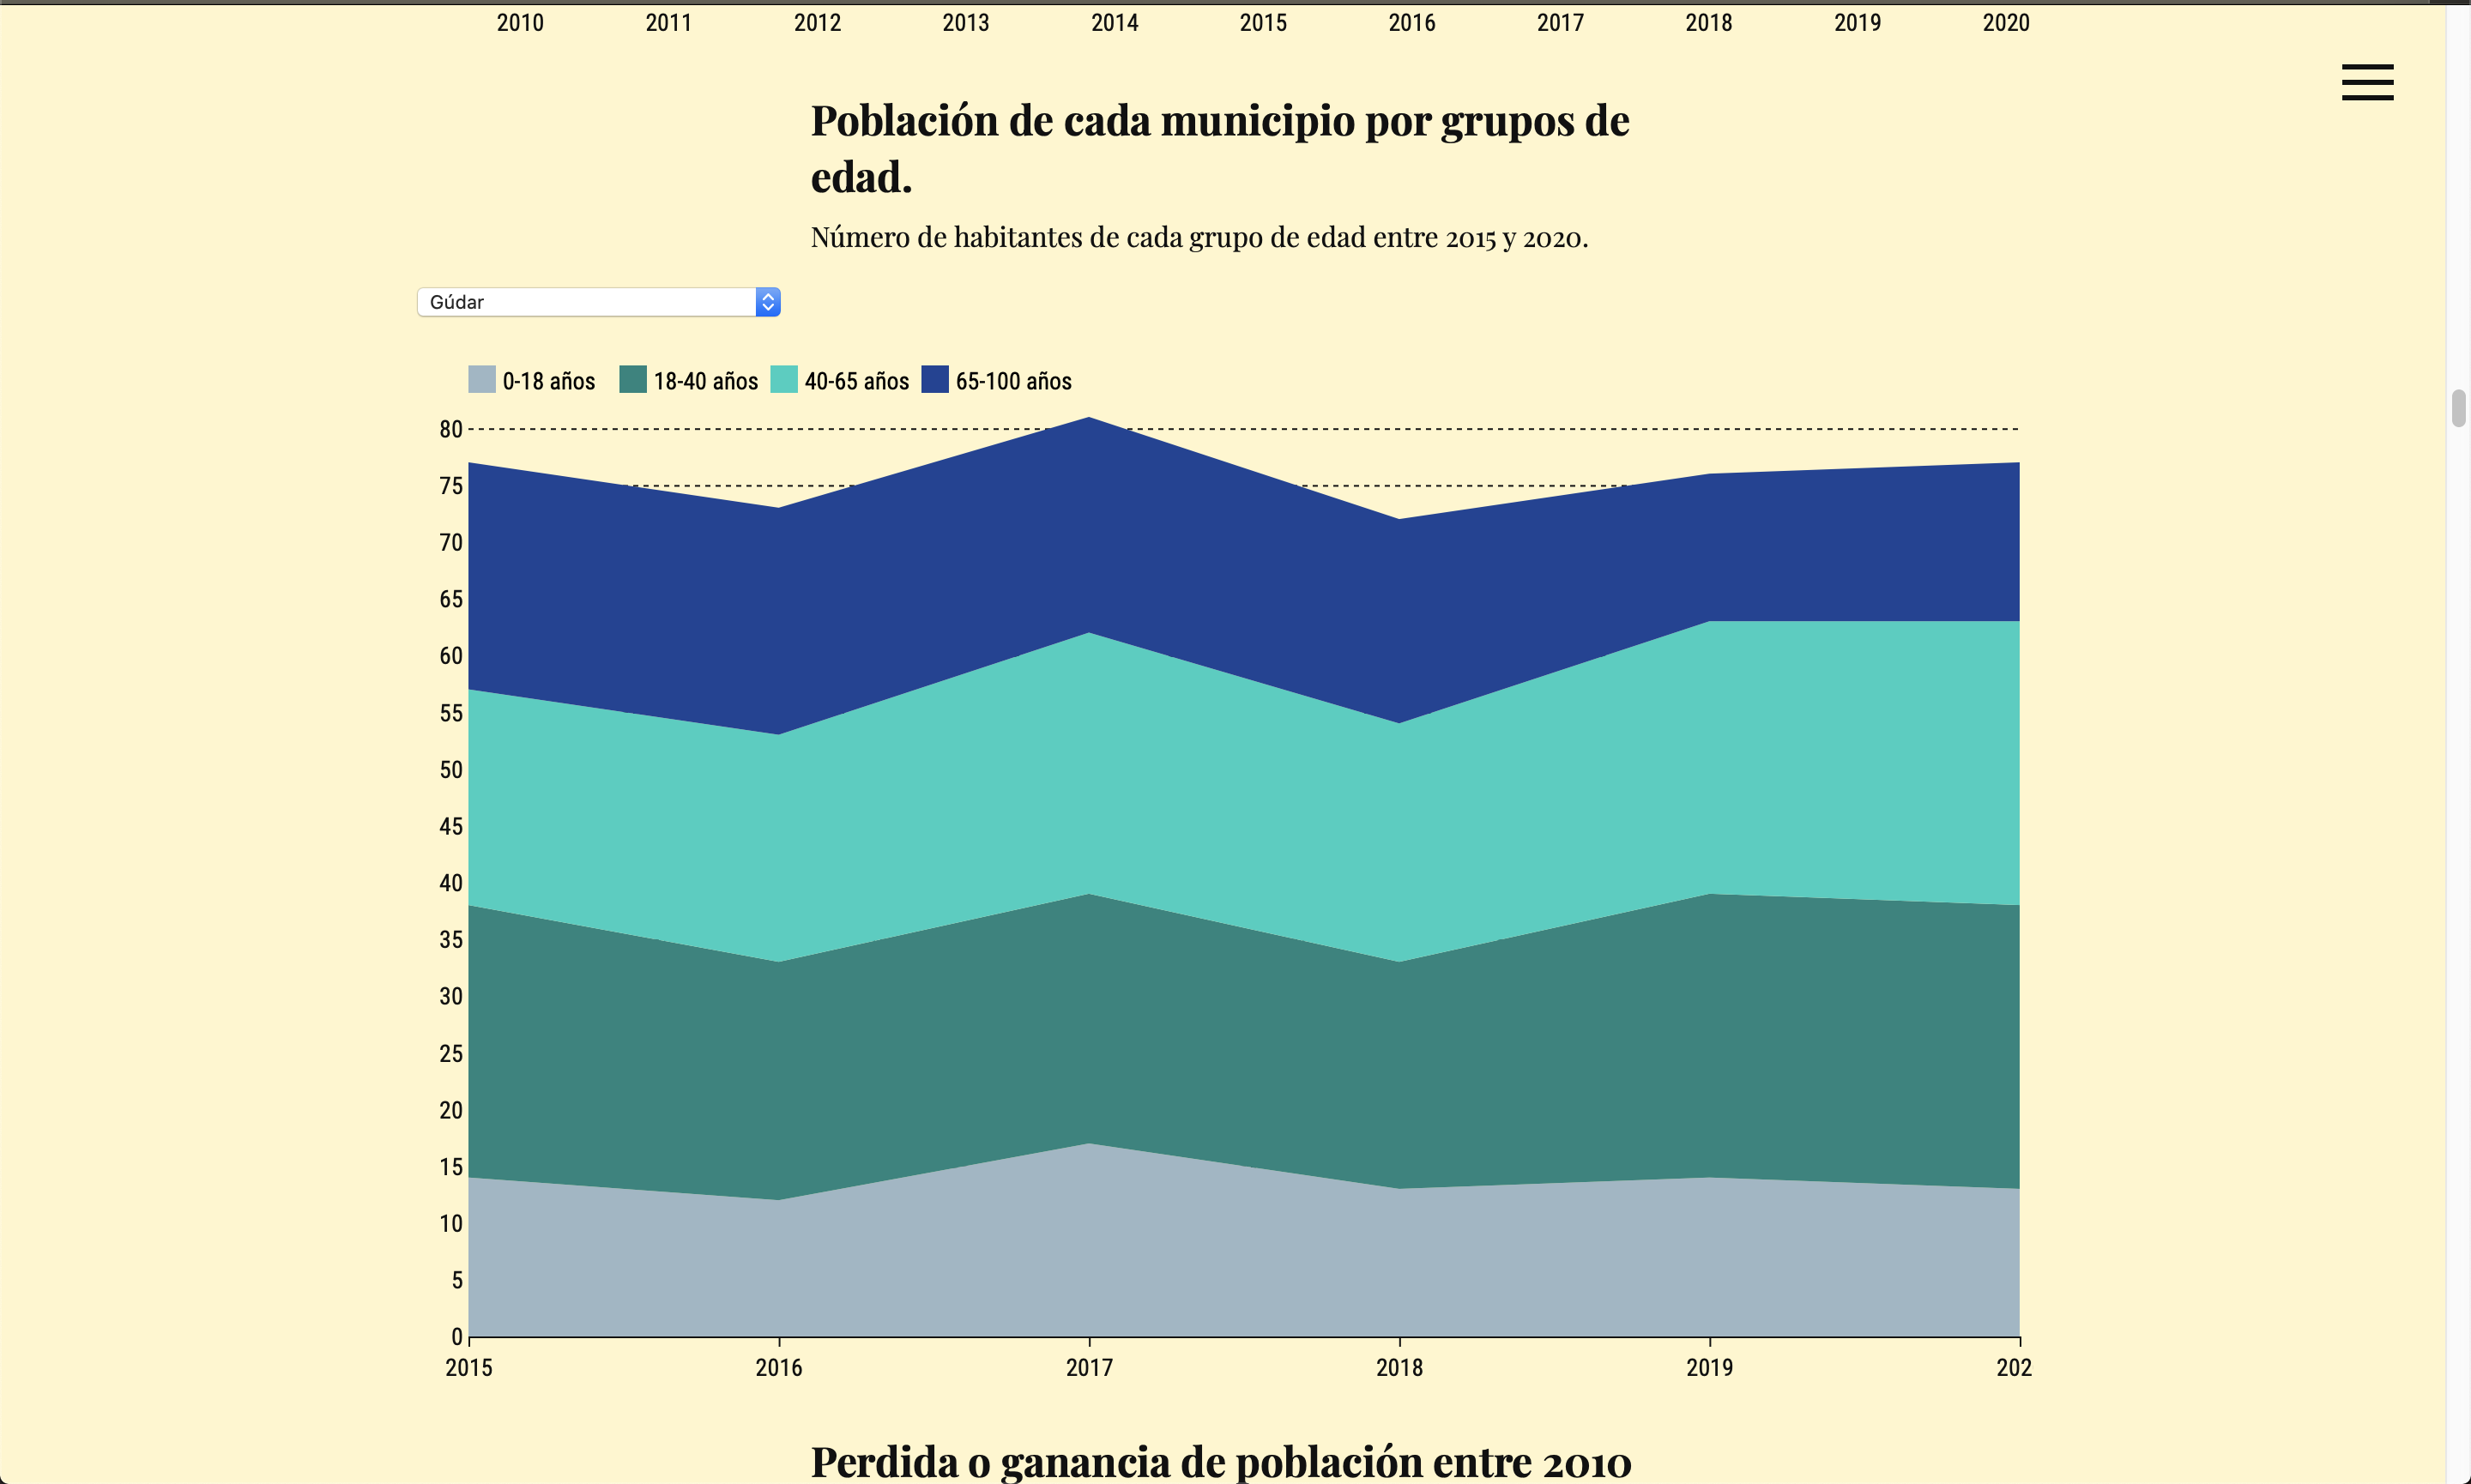 2010 2011 2012 2013 2014 2015 2016 2017 2018 2019 2020
Población de cada municipio por grupos de
edad.
Número de habitantes de cada grupo de edad entre 2015 y 2020.
Gúdar
0-18 años 18-40 años 40-65 años 65-100 años
80
75
70
65
60
55
50
45
40
35
30
25
20
15
10
5
0
2015 2016 2017 2018 2019 202
Perdida o ganancia de población entre 2010